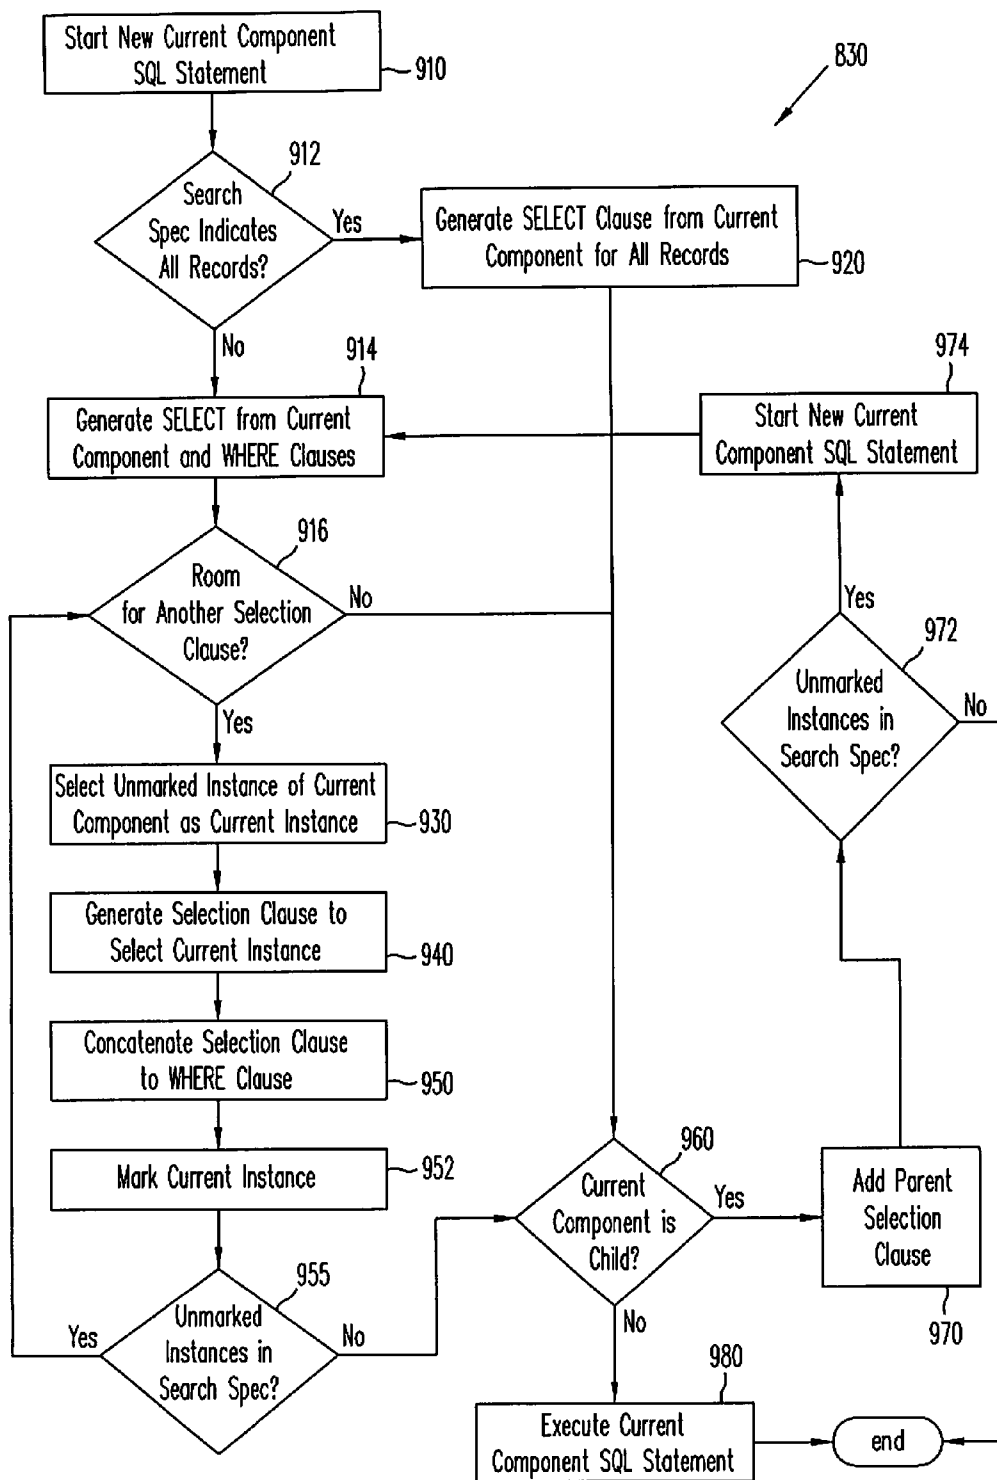 Start New Current Component
SQL Statement
910
830
912
Search
Spec Indicates
All Records?
Yes
Generate SELECT Clause from Current
Component for All Records
920
No
914
Generate SELECT from Current
Component and WHERE Clauses
974
Start New Current
Component SQL Statement
916
Room
for Another Selection
Clause?
No
Yes
Yes
972
Unmarked
Instances in
Search Spec?
No
Select Unmarked Instance of Current
Component as Current Instance
930
Generate Selection Clause to
Select Current Instance
940
Concatenate Selection Clause
to WHERE Clause
950
Mark Current Instance
952
960
Current
Component is
Child?
Yes
No
Add Parent
Selection
Clause
970
955
Unmarked
Instances in
Search Spec?
Yes
No
980
Execute Current
Component SQL Statement
end